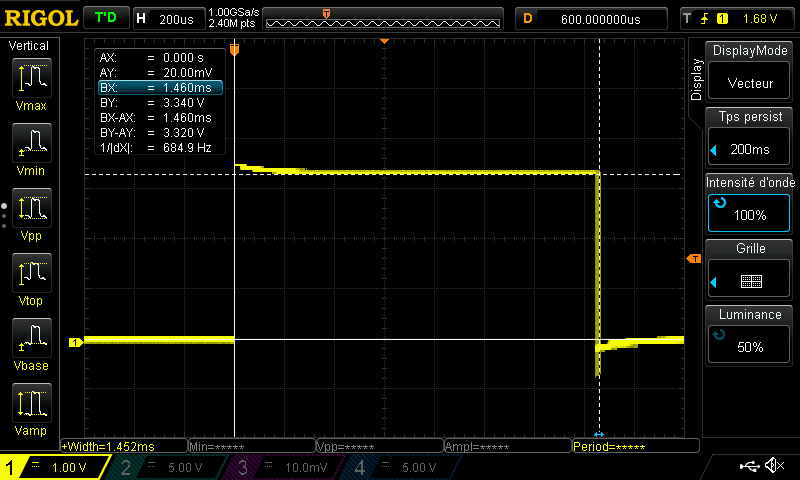 RIGOL T'D H 200us 1.00GSa/s 2.40M pts D 600.000000us T 1 1.68 V
Vertical
Vmax
Vmin
Vpp
Vtop
Vbase
Vamp
AX: = 0.000 s
AY: = 20.00mV
BX: = 1.460ms
BY: = 3.340 V
BX-AX: = 1.460ms
BY-AY: = 3.320 V
1/|dX|: = 684.9 Hz
T
T
T
1
Display
DisplayMode
Vecteur
Tps persist
200ms
Intensité d'onde
100%
Grille
Luminance
50%
+Width=1.452ms Min=***** Vpp=***** Ampl=***** Period=*****
1 = 1.00 V 2 = 5.00 V 3 = 10.0mV 4 = 5.00 V